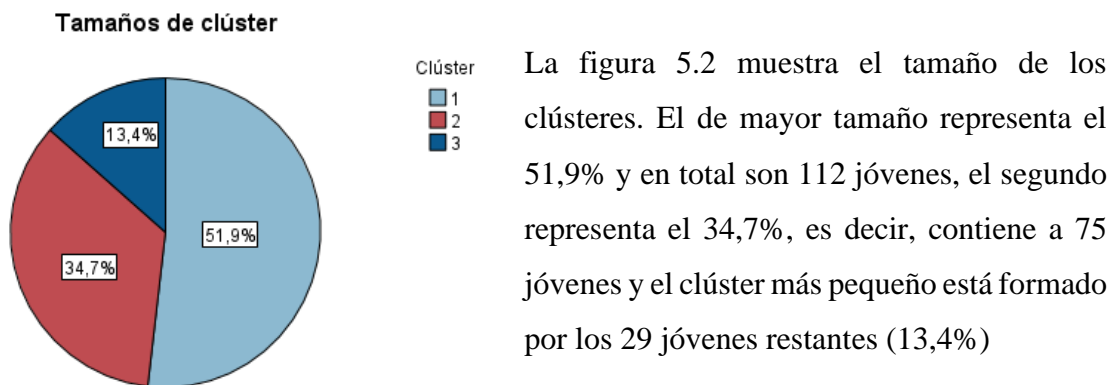 Tamaños de clúster
Clúster
1
2
3
13,4%
51,9%
34,7%
La figura 5.2 muestra el tamaño de los
clústeres. El de mayor tamaño representa el
51,9% y en total son 112 jóvenes, el segundo
representa el 34,7%, es decir, contiene a 75
jóvenes y el clúster más pequeño está formado
por los 29 jóvenes restantes (13,4%)